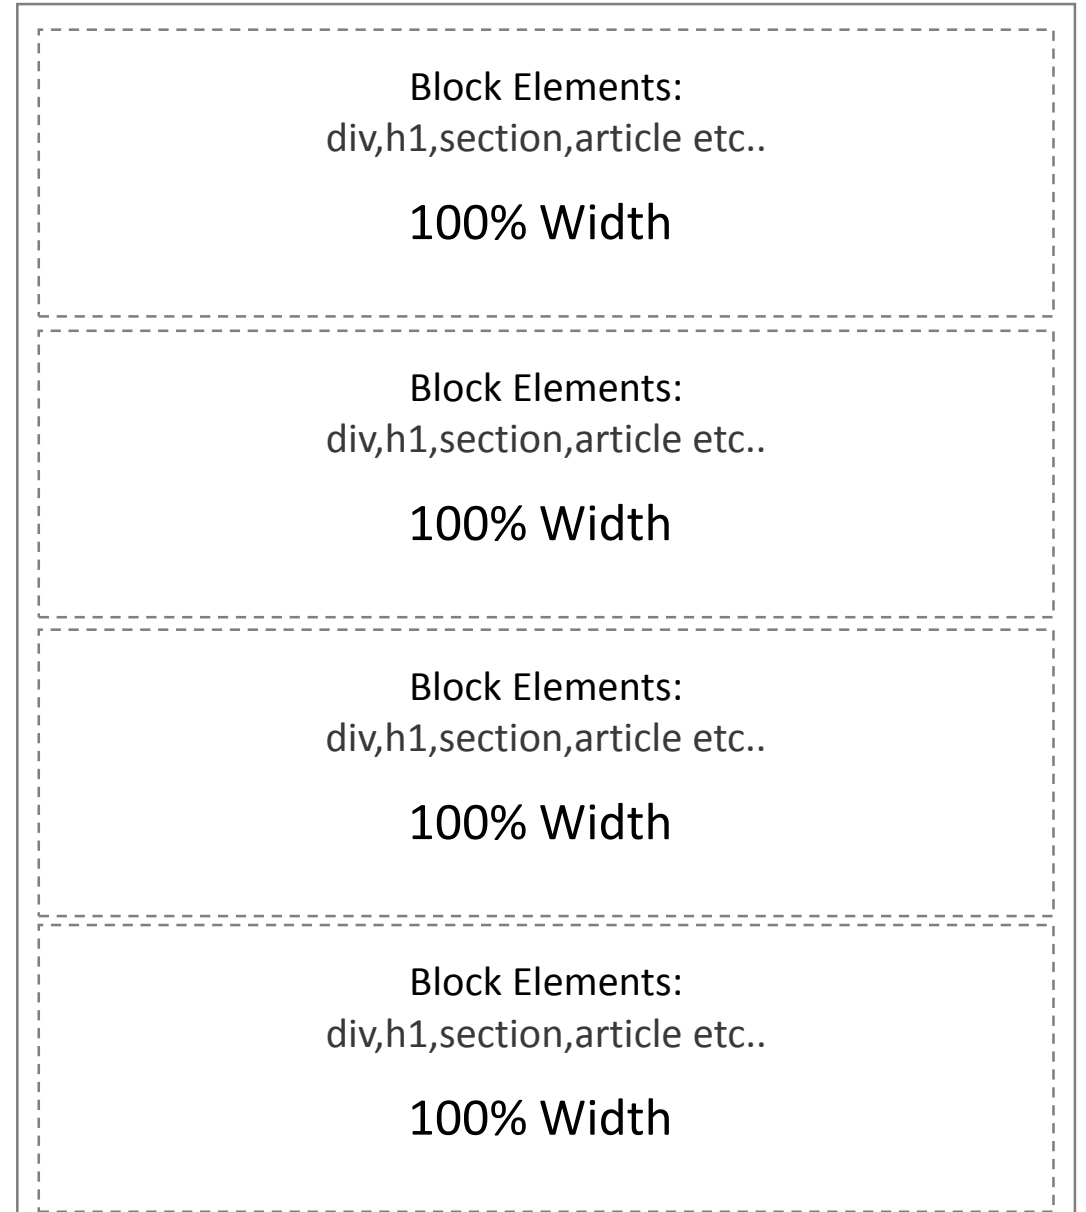 Block Elements:
div,h1,section,article etc..
100% Width
Block Elements:
div,h1,section,article etc..
100% Width
Block Elements:
div,h1,section,article etc..
100% Width
Block Elements:
div,h1,section,article etc..
100% Width